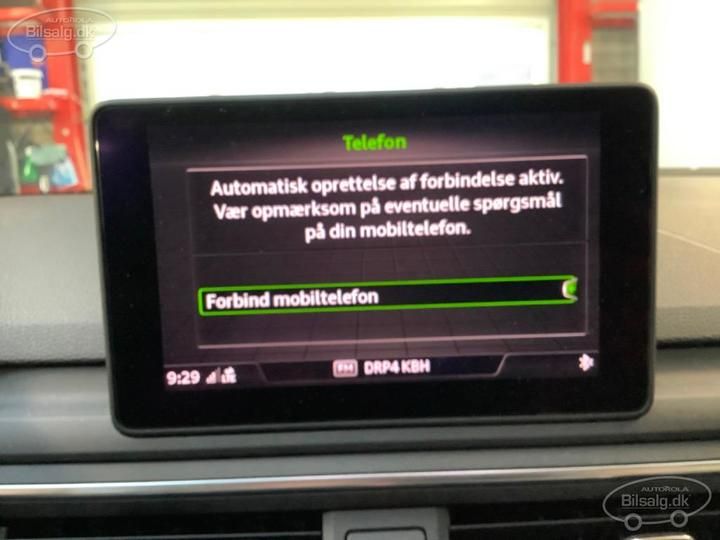 AUTOROLA
Bilsalg.dk
Telefon
Automatisk oprettelse af forbindelse aktiv.
Vær opmærksom på eventuelle spørgsmål
på din mobiltelefon.
Forbind mobiltelefon
9:29 LTE FM DRP4 KBH
AUTOROLA
Bilsalg.dk